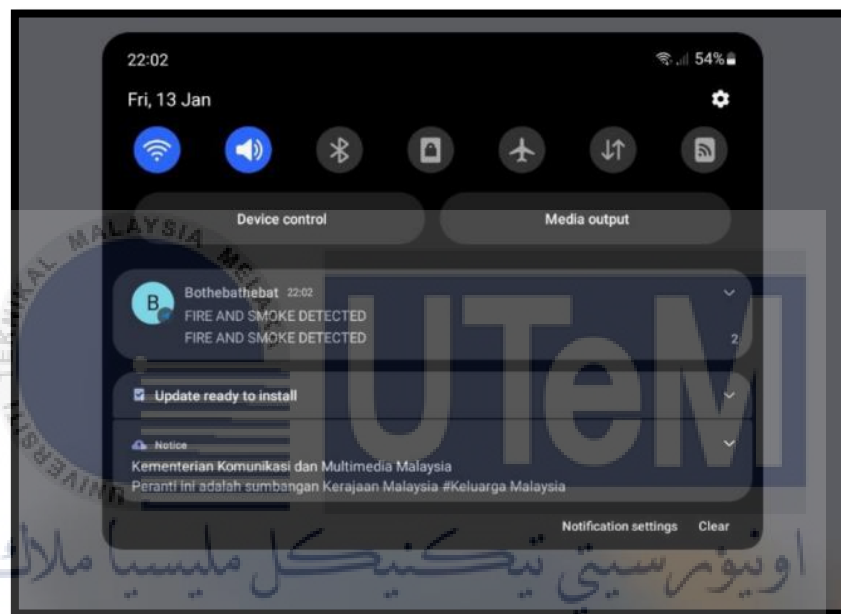 22:02
54%
Fri, 13 Jan
Device control
Media output
B
Bothebathebat 22:02
FIRE AND SMOKE DETECTED
FIRE AND SMOKE DETECTED
2
Update ready to install
Notice
Kementerian Komunikasi dan Multimedia Malaysia
Peranti ini adalah sumbangan Kerajaan Malaysia #Keluarga Malaysia
Notification settings Clear
UTeM
MALAYSIA
اونيۏرسيتي تيكنيكل مليسيا ملاك